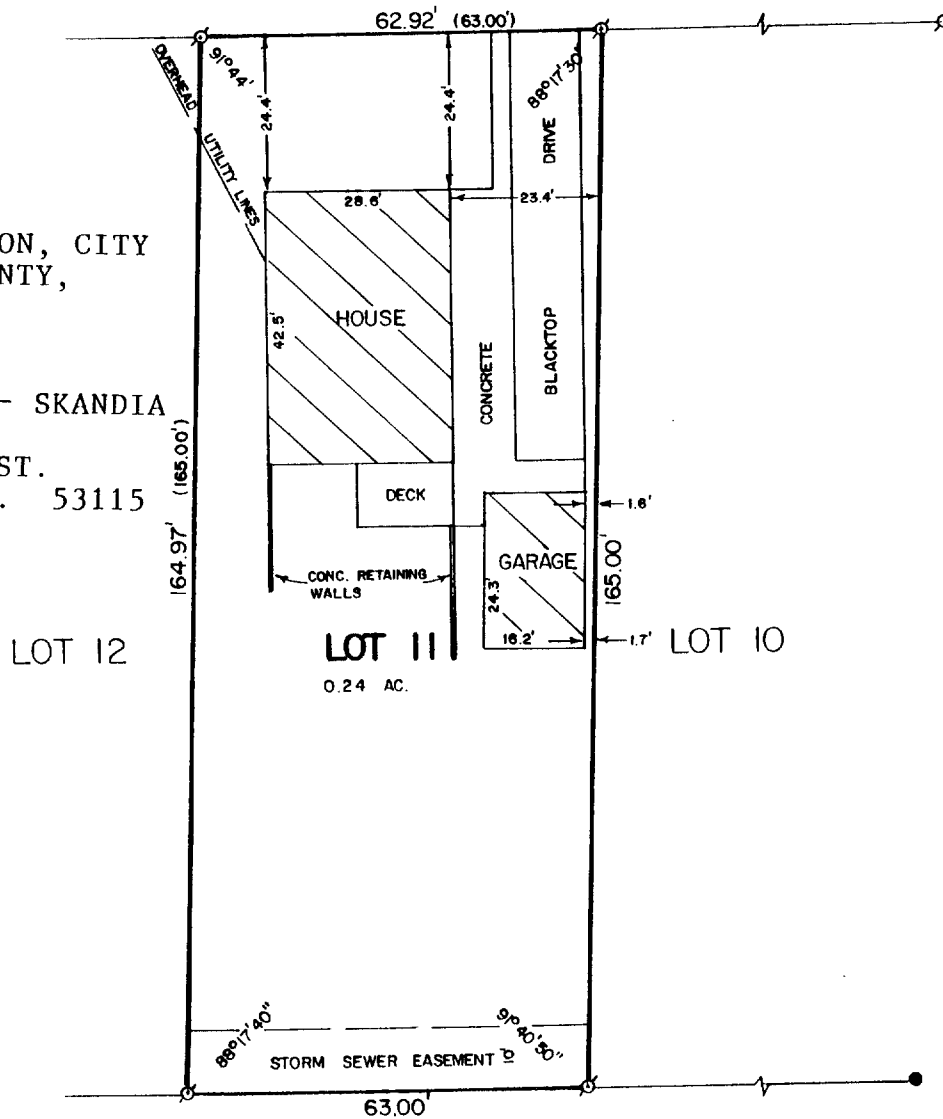 62.92' (63.00')
OVERHEAD UTILITY LINES
91°44'
88°17'30"
24.4'
24.4'
DRIVE
28.6'
23.4'
ON, CITY
NTY,
HOUSE
42.5'
CONCRETE
BLACKTOP
- SKANDIA
ST.
. 53115
164.97' (165.00')
DECK
1.6'
GARAGE
165.00'
CONC. RETAINING
WALLS
24.3'
16.2'
1.7'
LOT 12
LOT 11
LOT 10
0.24 AC.
88°17'40"
91°40'50"
STORM SEWER EASEMENT
63.00'